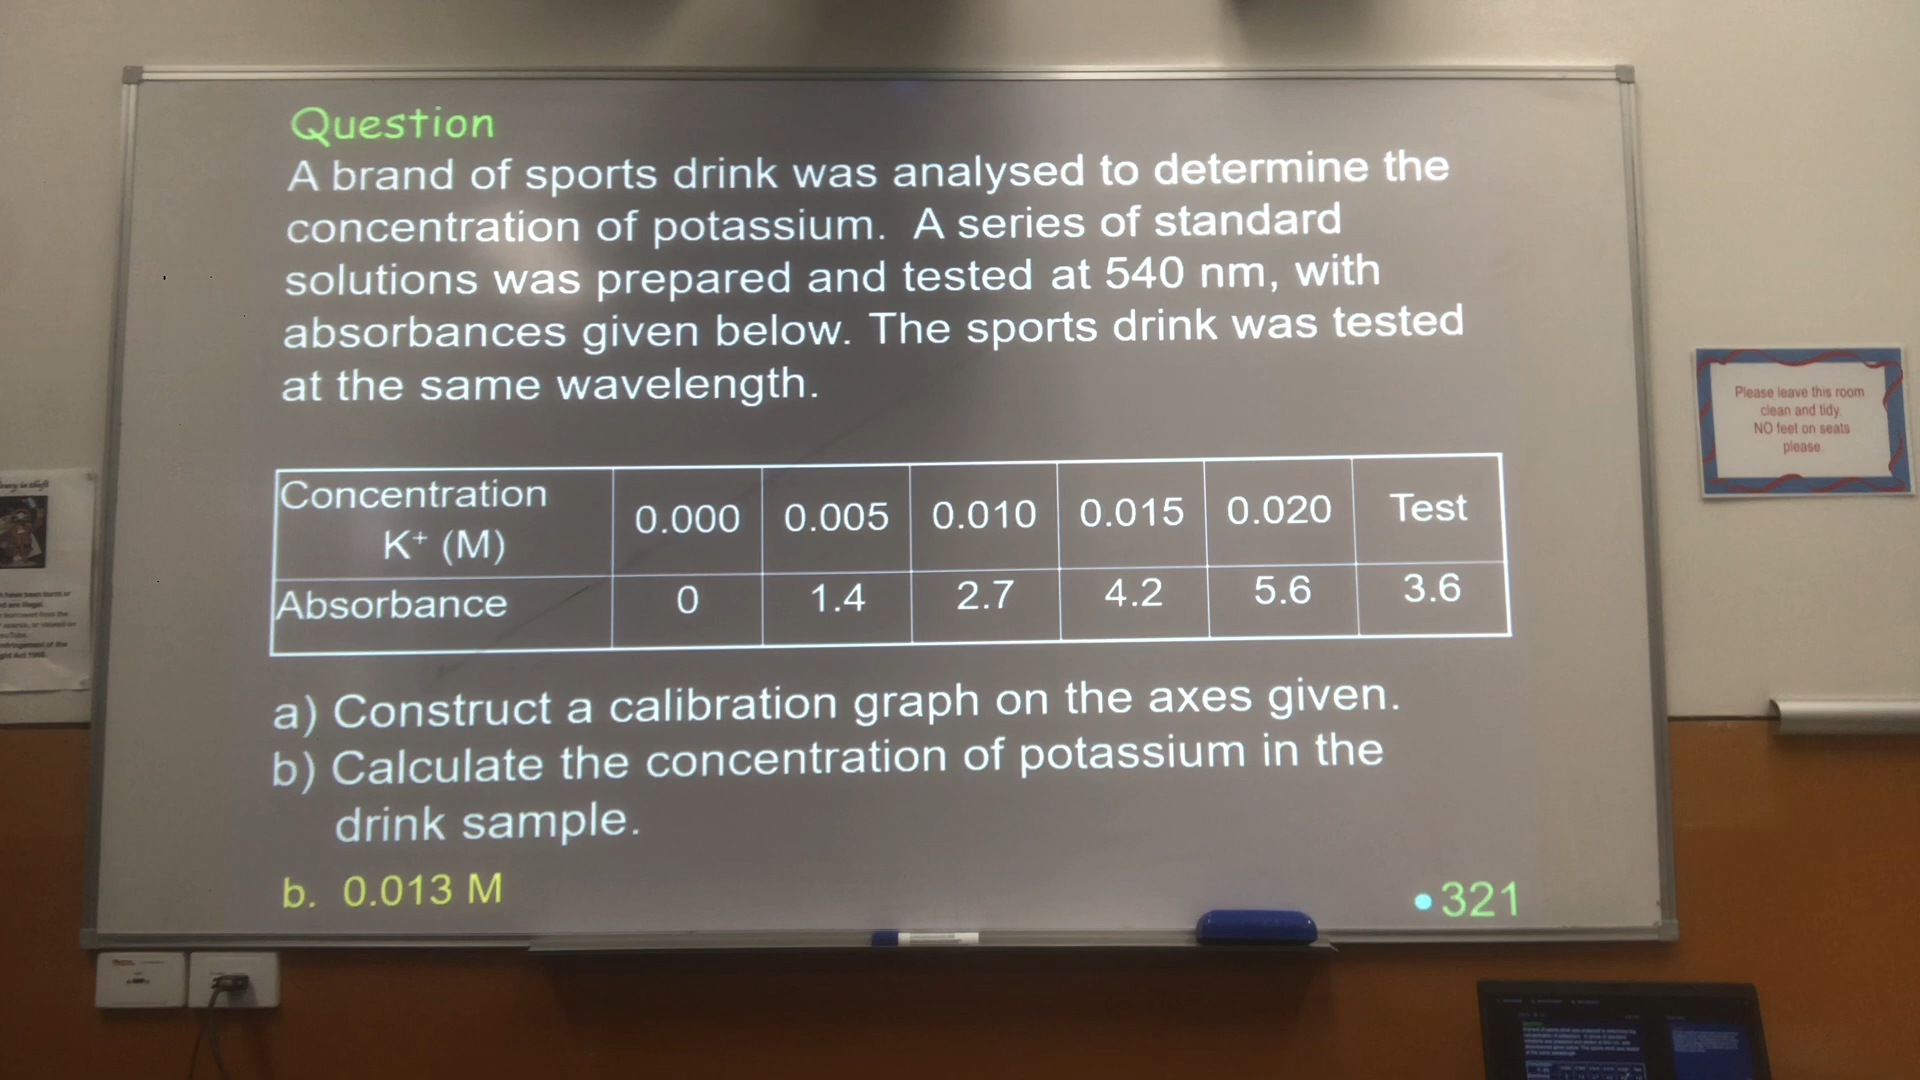 Question
A brand of sports drink was analysed to determine the
concentration of potassium. A series of standard
solutions was prepared and tested at 540 nm, with
absorbances given below. The sports drink was tested
at the same wavelength.
Concentration K⁺ (M) 0.000 0.005 0.010 0.015 0.020 Test
Absorbance 0 1.4 2.7 4.2 5.6 3.6
a) Construct a calibration graph on the axes given.
b) Calculate the concentration of potassium in the
drink sample.
b. 0.013 M
•321
Please leave this room
clean and tidy.
NO feet on seats
please